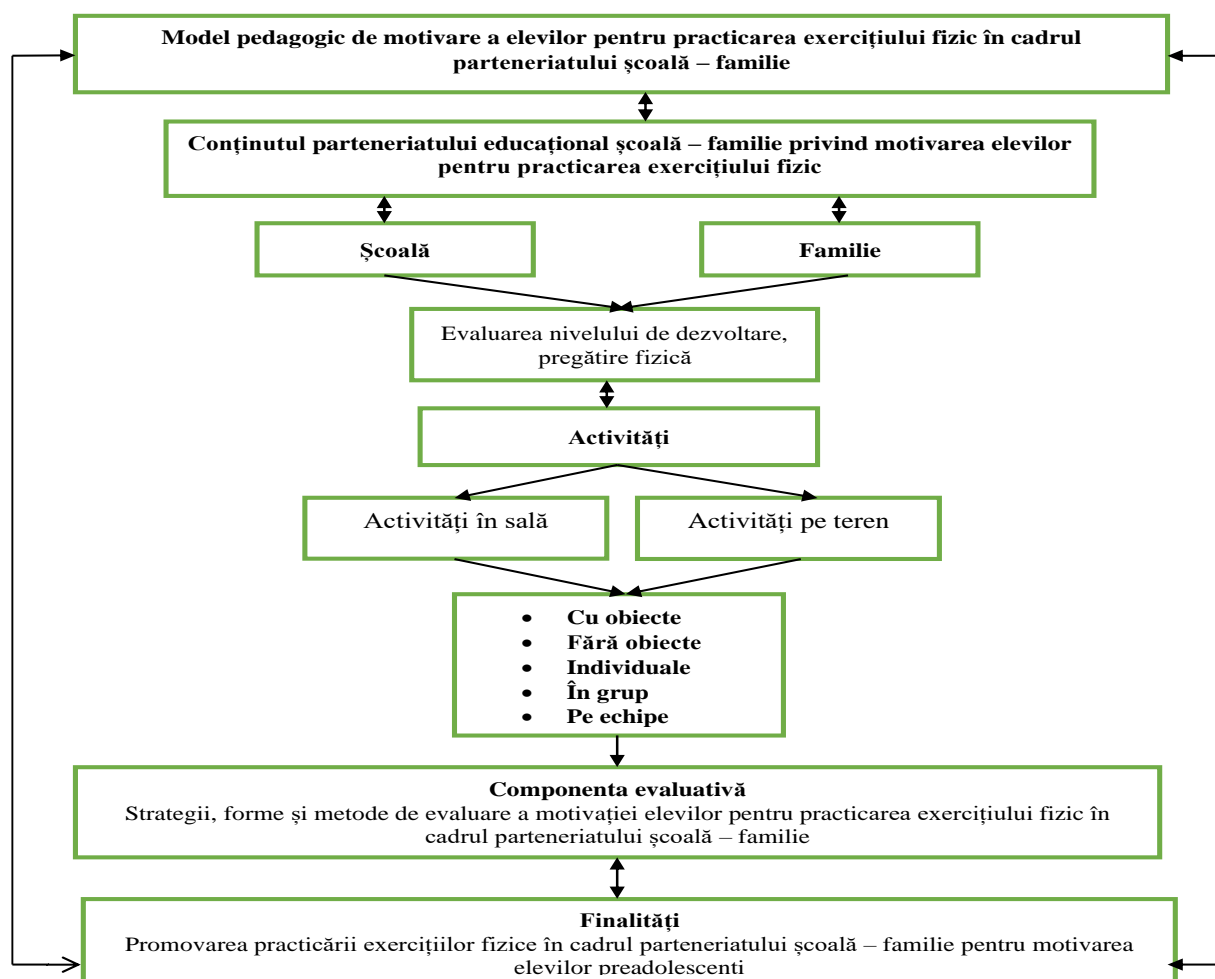 Model pedagogic de motivare a elevilor pentru practicarea exercițiului fizic în cadrul
parteneriatului școală – familie
Conținutul parteneriatului educațional școală – familie privind motivarea elevilor
pentru practicarea exercițiului fizic
Școală
Familie
Evaluarea nivelului de dezvoltare,
pregătire fizică
Activități
Activități în sală
Activități pe teren
• Cu obiecte
• Fără obiecte
• Individuale
• În grup
• Pe echipe
Componenta evaluativă
Strategii, forme și metode de evaluare a motivației elevilor pentru practicarea exercițiului fizic în
cadrul parteneriatului școală – familie
Finalități
Promovarea practicării exercițiilor fizice în cadrul parteneriatului școală – familie pentru motivarea
elevilor preadolescenti